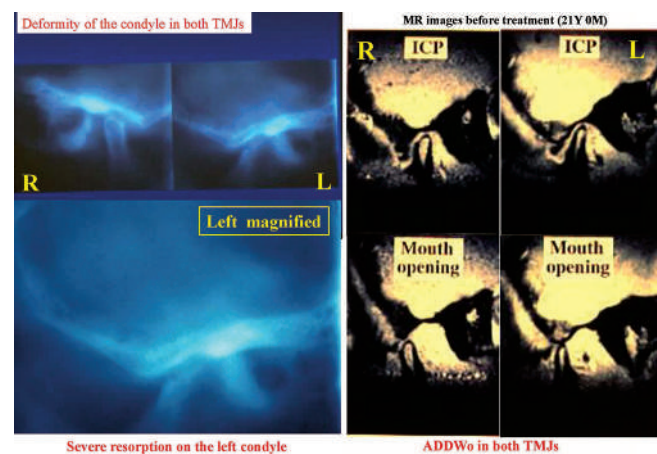 Deformity of the condyle in both TMJs
R
L
Left magnified
Severe resorption on the left condyle
MR images before treatment (21Y 0M)
R
ICP
ICP
L
Mouth
opening
Mouth
opening
ADDWo in both TMJs